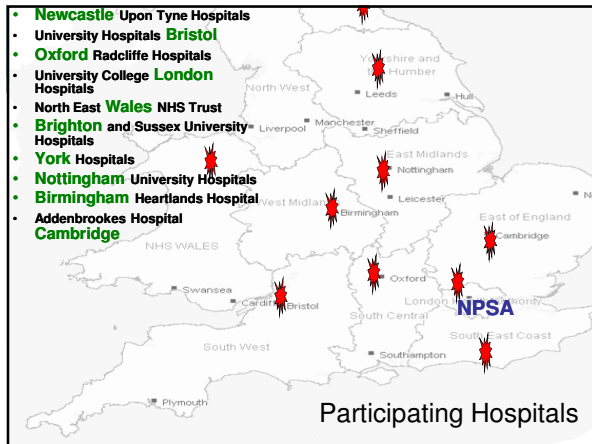 • Newcastle Upon Tyne Hospitals
• University Hospitals Bristol
• Oxford Radcliffe Hospitals
• University College London
Hospitals
• North East Wales NHS Trust
• Brighton and Sussex University
Hospitals
• York Hospitals
• Nottingham University Hospitals
• Birmingham Heartlands Hospital
• Addenbrookes Hospital
Cambridge
Yorkshire and
Humber
North West
Leeds
Hull
Manchester
Liverpool
Sheffield
East Midlands
Nottingham
Leicester
West Midland
Birmingham
East of England
Cambridge
NHS WALES
Swansea
Cardiff
Bristol
Oxford
London
NPSA
South Central
South East Coast
South West
Southampton
Plymouth
Participating Hospitals